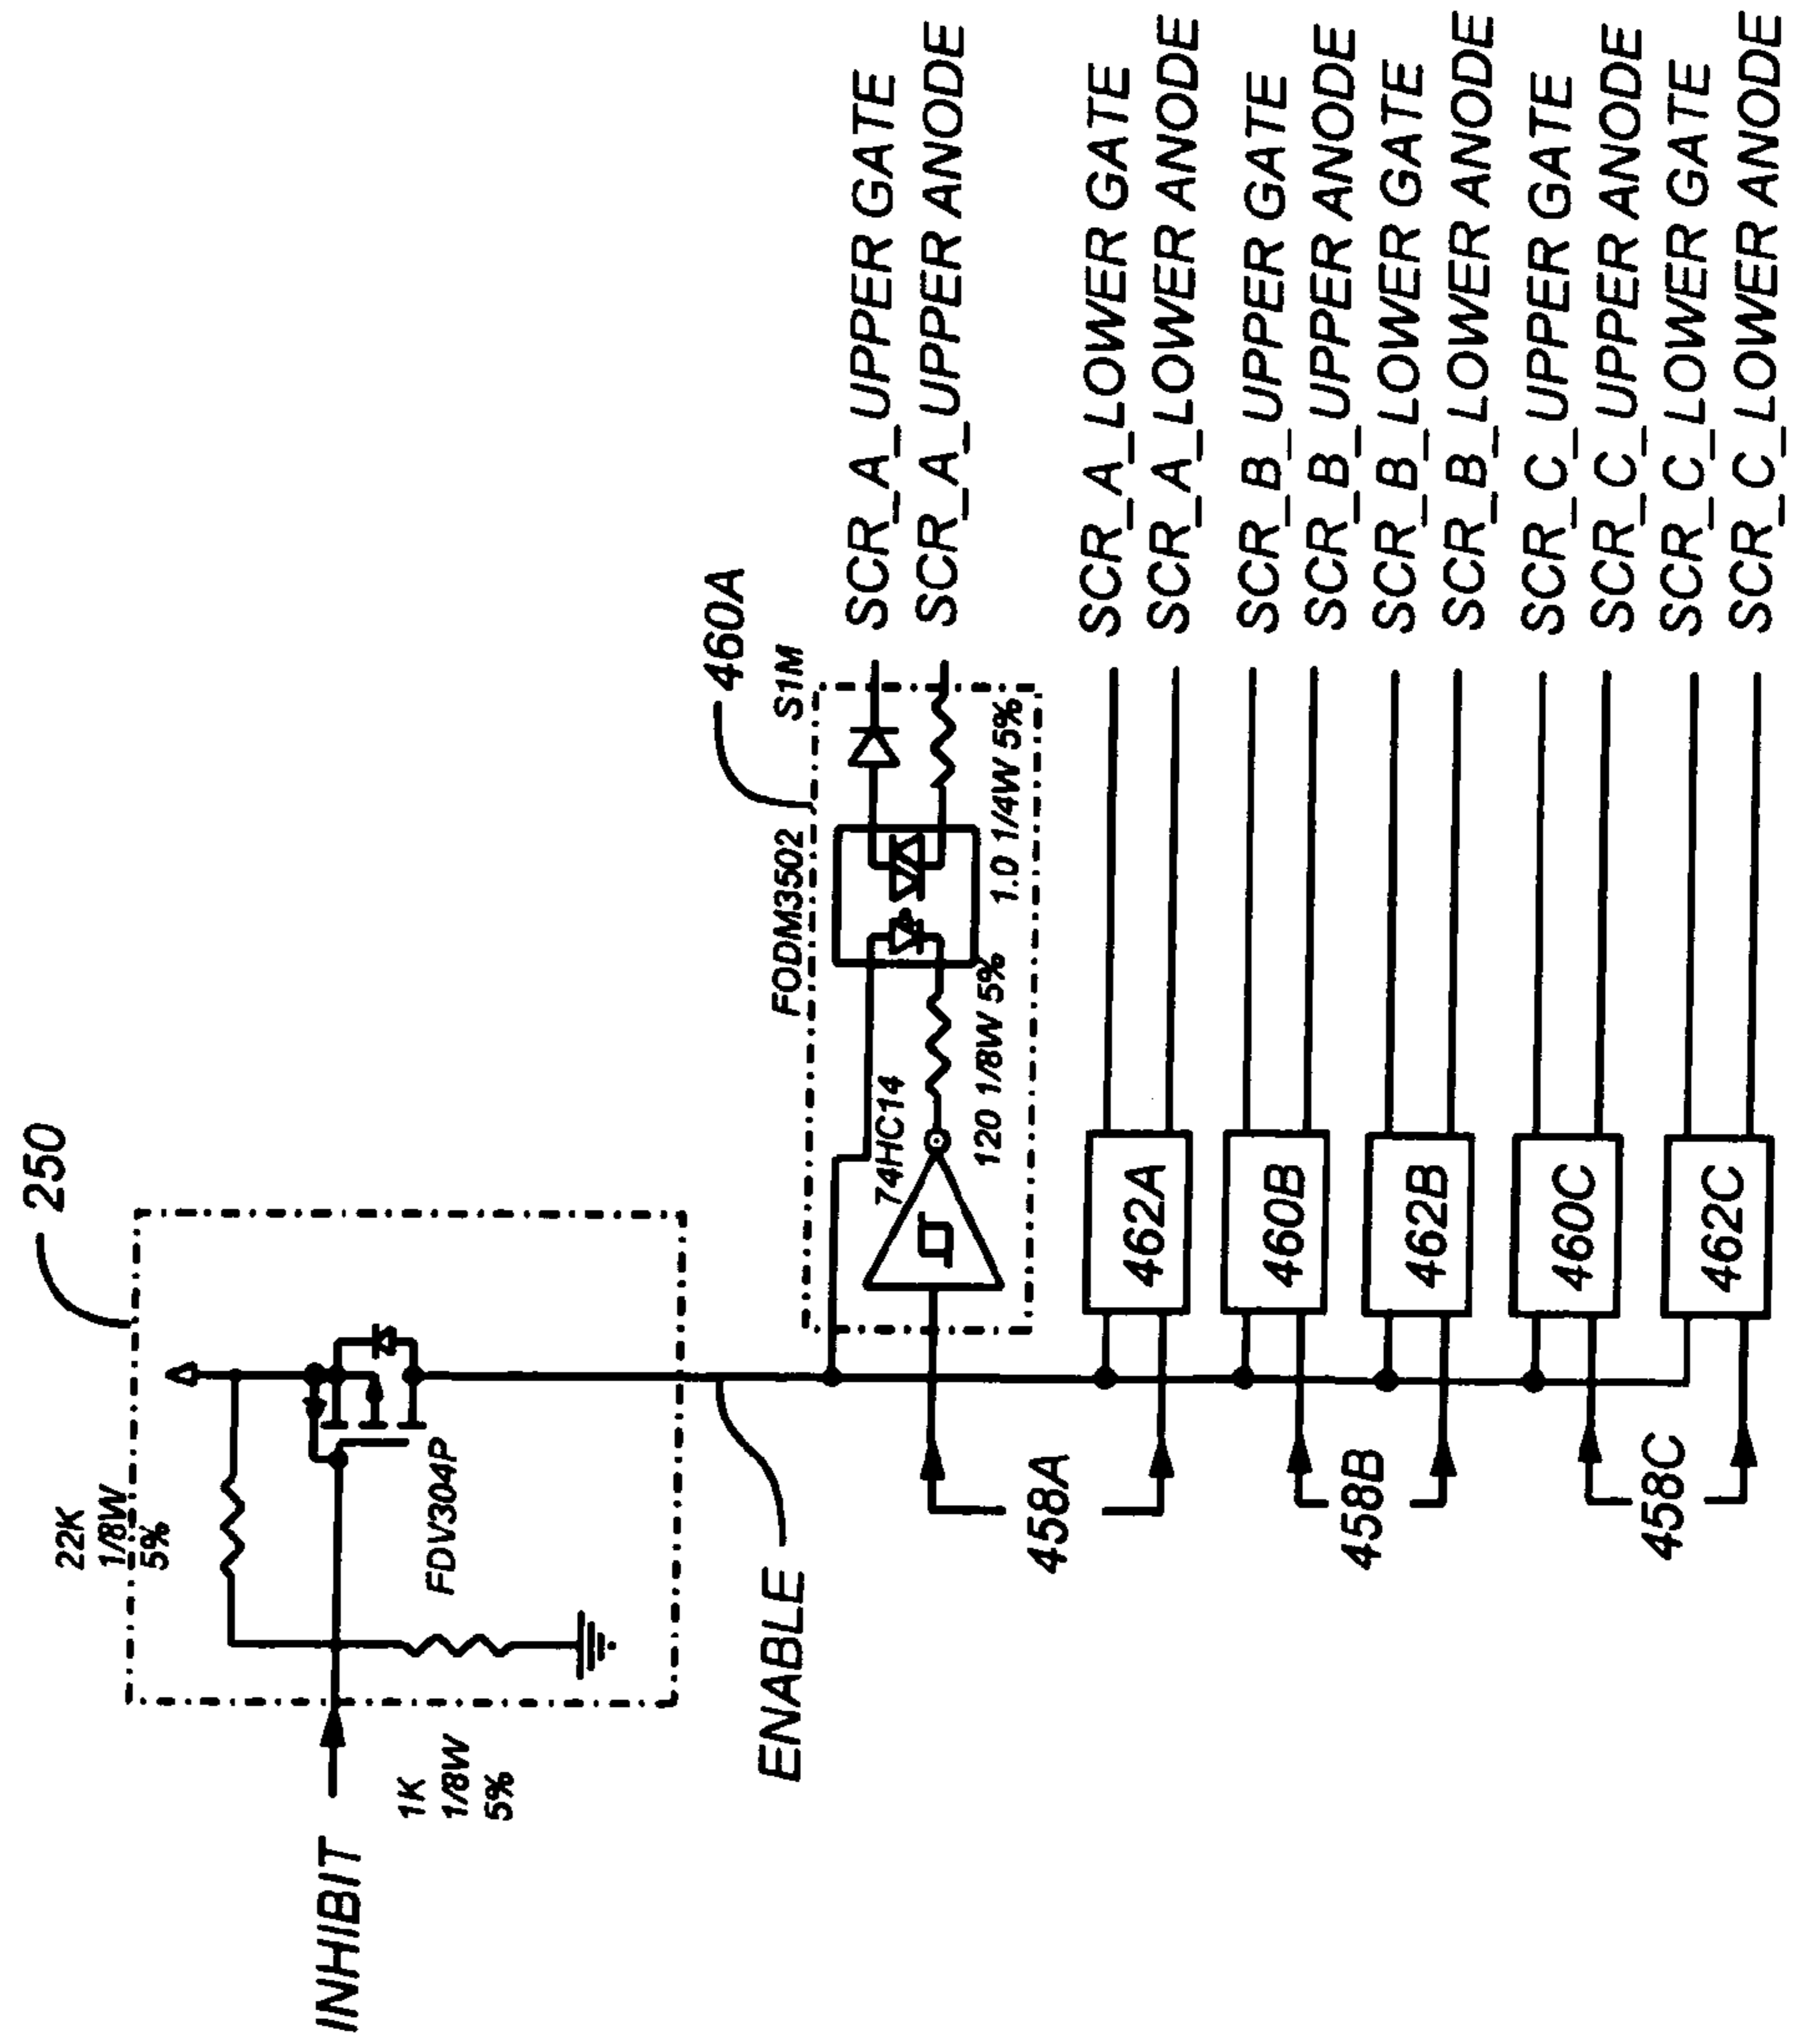 250
22K
1/8W
5%
FDV304P
INHIBIT
1K
1/8W
5%
ENABLE
460A
FODM3502
S1M
74HC14
120 1/8W 5%
1.0 1/4W 5%
SCR_A_UPPER GATE
SCR_A_UPPER ANODE
458A
462A
SCR_A_LOWER GATE
SCR_A_LOWER ANODE
460B
SCR_B_UPPER GATE
SCR_B_UPPER ANODE
458B
462B
SCR_B_LOWER GATE
SCR_B_LOWER ANODE
460C
SCR_C_UPPER GATE
SCR_C_UPPER ANODE
458C
462C
SCR_C_LOWER GATE
SCR_C_LOWER ANODE